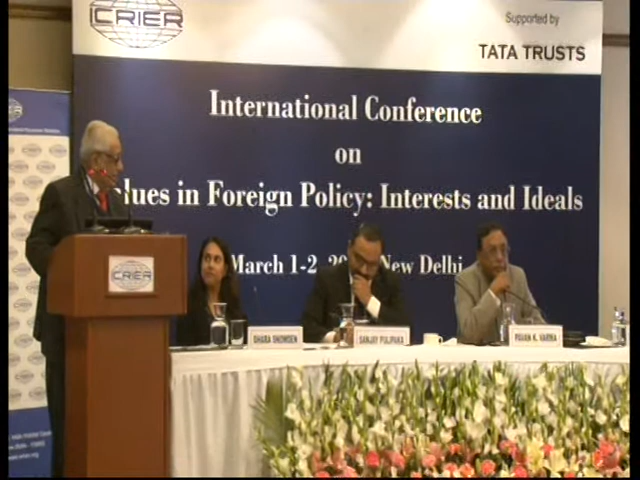 ICRIER
Supported by
TATA TRUSTS
International Conference
on
lues in Foreign Policy: Interests and Ideals
March 1-2, 20 New Delhi
ICRIER
SANJAY PULIPAKA
PAVAN K. VARMA